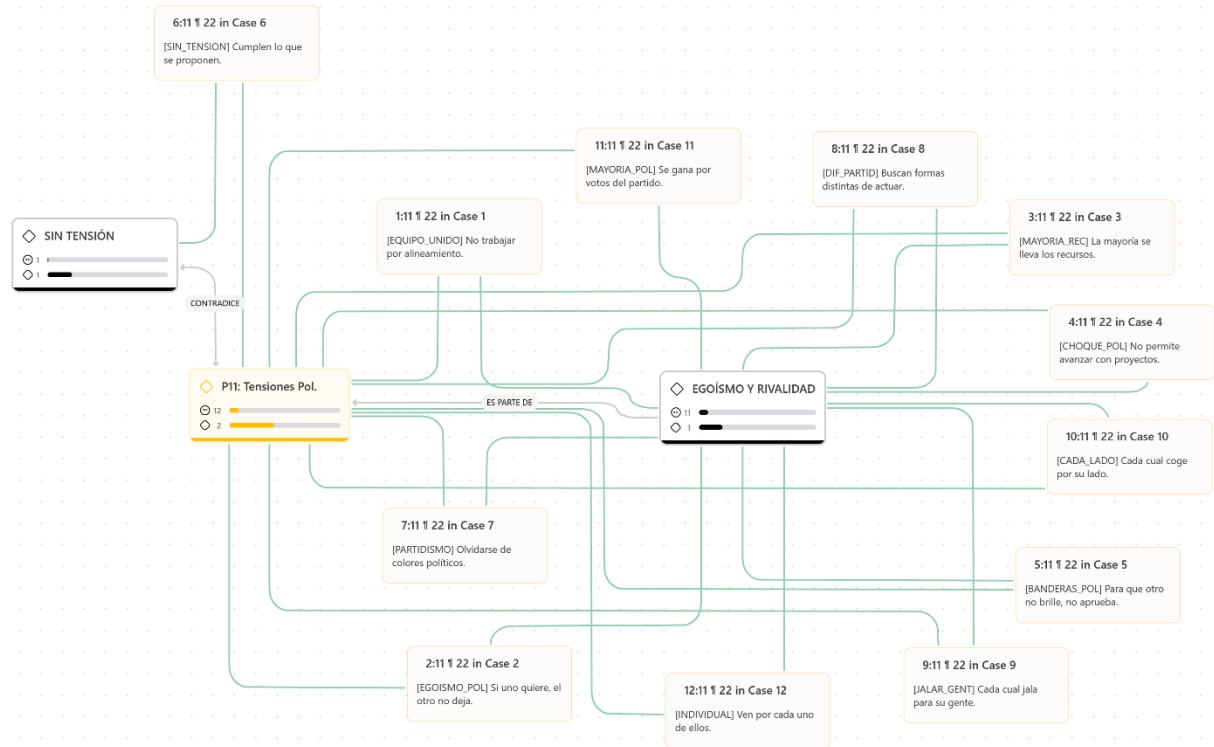 6:11 ¶ 22 in Case 6
[SIN_TENSION] Cumplen lo que
se proponen.
11:11 ¶ 22 in Case 11
[MAYORIA_POL] Se gana por
votos del partido.
8:11 ¶ 22 in Case 8
[DIF_PARTID] Buscan formas
distintas de actuar.
1:11 ¶ 22 in Case 1
[EQUIPO_UNIDO] No trabajar
por alineamiento.
3:11 ¶ 22 in Case 3
[MAYORIA_REC] La mayoría se
lleva los recursos.
SIN TENSIÓN
1
1
CONTRADICE
4:11 ¶ 22 in Case 4
[CHOQUE_POL] No permite
avanzar con proyectos.
P11: Tensiones Pol.
12
2
ES PARTE DE
EGOÍSMO Y RIVALIDAD
11
1
10:11 ¶ 22 in Case 10
[CADA_LADO] Cada cual coge
por su lado.
7:11 ¶ 22 in Case 7
[PARTIDISMO] Olvidarse de
colores políticos.
5:11 ¶ 22 in Case 5
[BANDERAS_POL] Para que otro
no brille, no aprueba.
2:11 ¶ 22 in Case 2
[EGOISMO_POL] Si uno quiere, el
otro no deja.
9:11 ¶ 22 in Case 9
[JALAR_GENT] Cada cual jala
para su gente.
12:11 ¶ 22 in Case 12
[INDIVIDUAL] Ven por cada uno
de ellos.